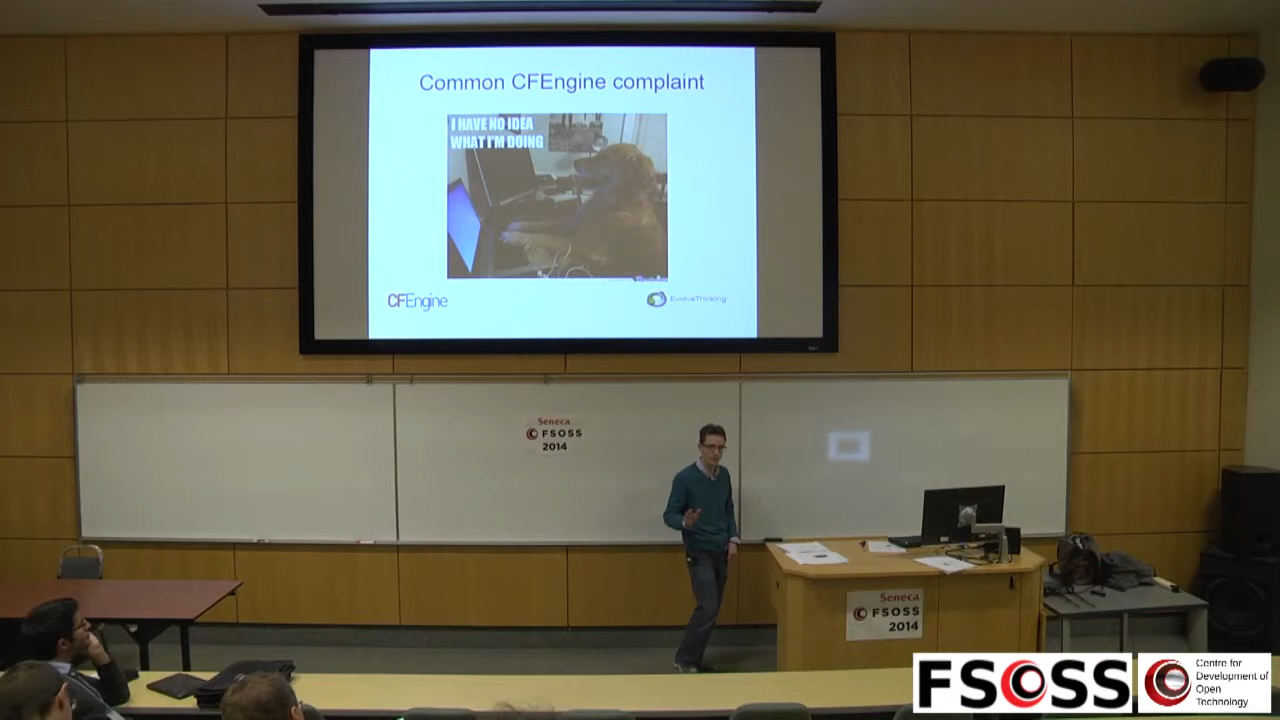 Common CFEngine complaint
I HAVE NO IDEA
WHAT I'M DOING
CFEngine
EvolveThinking
Seneca
FSOSS
2014
Seneca
FSOSS
2014
FSOSS
Centre for
Development of
Open
Technology